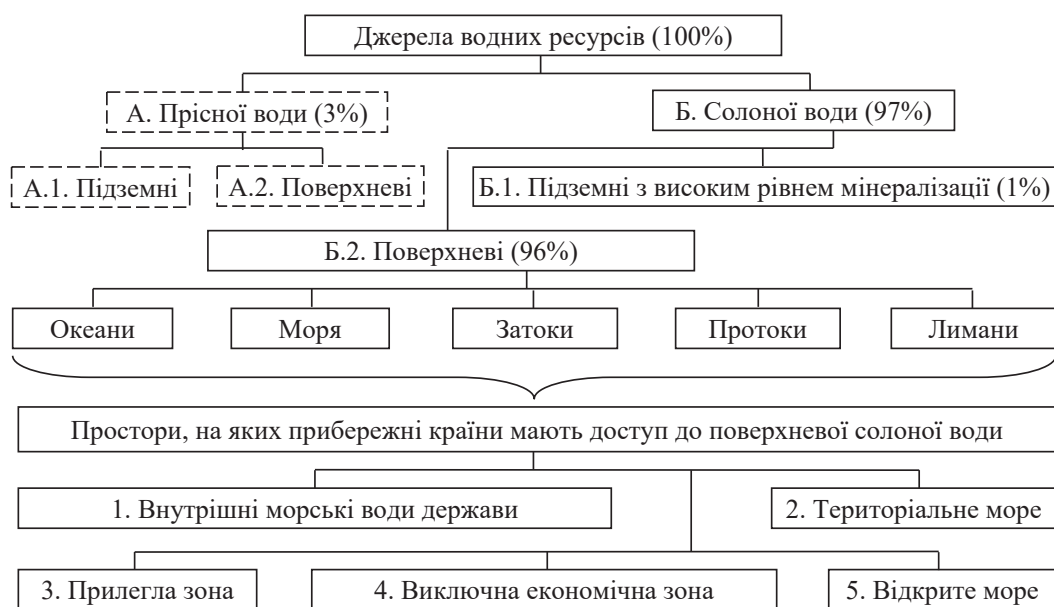 Джерела водних ресурсів (100%)
А. Прісної води (3%)
Б. Солоної води (97%)
А.1. Підземні
А.2. Поверхневі
Б.1. Підземні з високим рівнем мінералізації (1%)
Б.2. Поверхневі (96%)
Океани
Моря
Затоки
Протоки
Лимани
Простори, на яких прибережні країни мають доступ до поверхневої солоної води
1. Внутрішні морські води держави
2. Територіальне море
3. Прилегла зона
4. Виключна економічна зона
5. Відкрите море